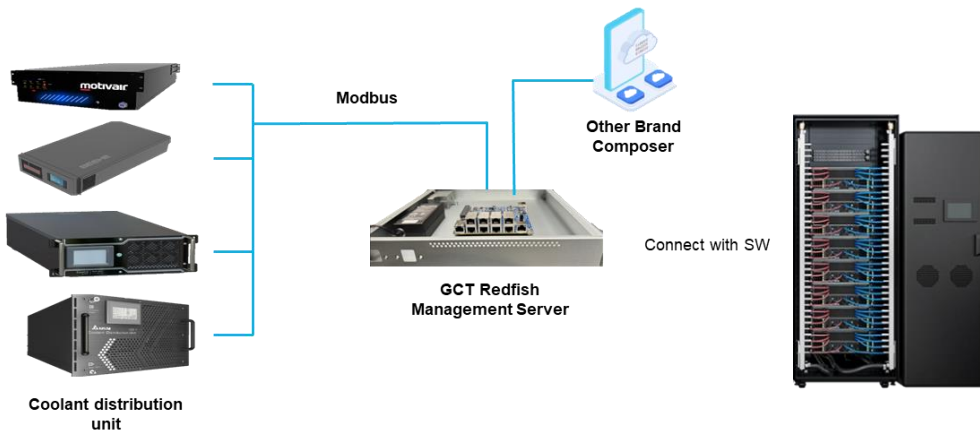 motivair
Modbus
Other Brand
Composer
Connect with SW
GCT Redfish
Management Server
Coolant distribution
unit